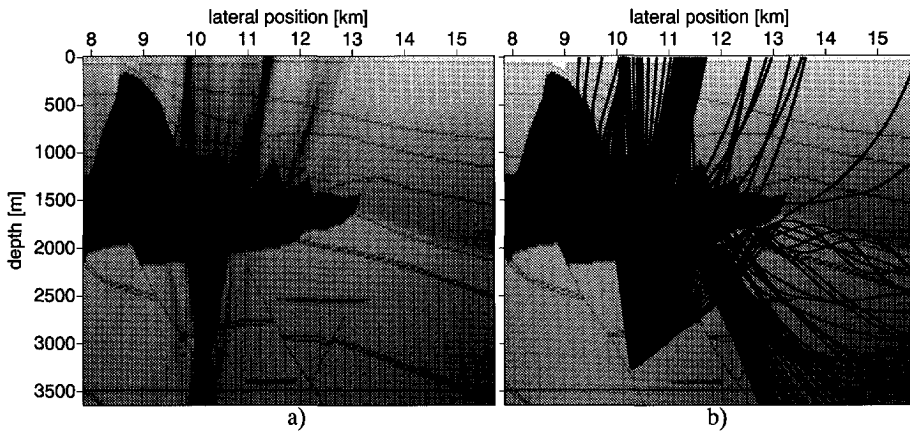 lateral position [km]
8 9 10 11 12 13 14 15
lateral position [km]
8 9 10 11 12 13 14 15
depth [m]
0
500
1000
1500
2000
2500
3000
3500
a)
b)